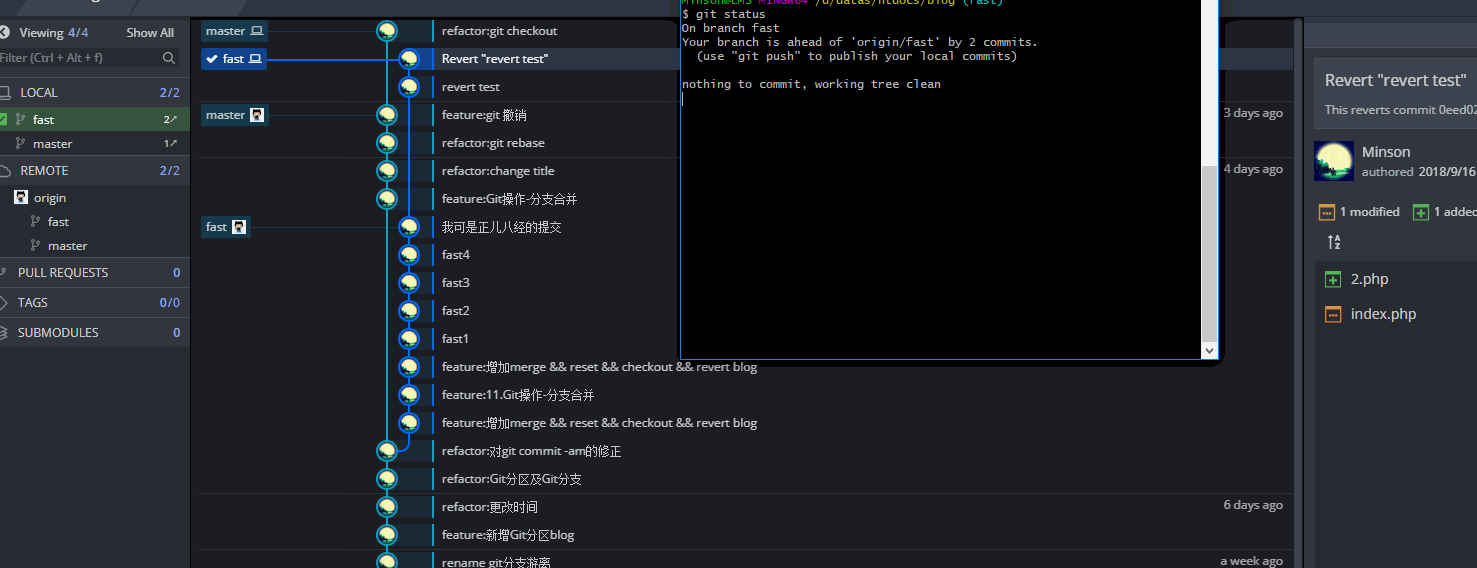 Viewing 4/4 Show All
Filter (Ctrl + Alt + f)
LOCAL 2/2
fast 2
master 1
REMOTE 2/2
origin
fast
master
PULL REQUESTS 0
TAGS 0/0
SUBMODULES 0
master refactor:git checkout
fast Revert "revert test"
revert test
master feature:git 撤销 3 days ago
refactor:git rebase
refactor:change title 4 days ago
feature:Git操作-分支合并
fast 我可是正儿八经的提交
fast4
fast3
fast2
fast1
feature:增加merge && reset && checkout && revert blog
feature:11.Git操作-分支合并
feature:增加merge && reset && checkout && revert blog
refactor:对git commit -am的修正
refactor:Git分区及Git分支
refactor:更改时间 6 days ago
feature:新增Git分区blog
rename git分支游离 a week ago
Minson@LMS MINGW64 /d/datas/htdocs/blog (fast)
$ git status
On branch fast
Your branch is ahead of 'origin/fast' by 2 commits.
(use "git push" to publish your local commits)
nothing to commit, working tree clean
Revert "revert test"
This reverts commit 0eed02
Minson
authored 2018/9/16
1 modified 1 added
2.php
index.php